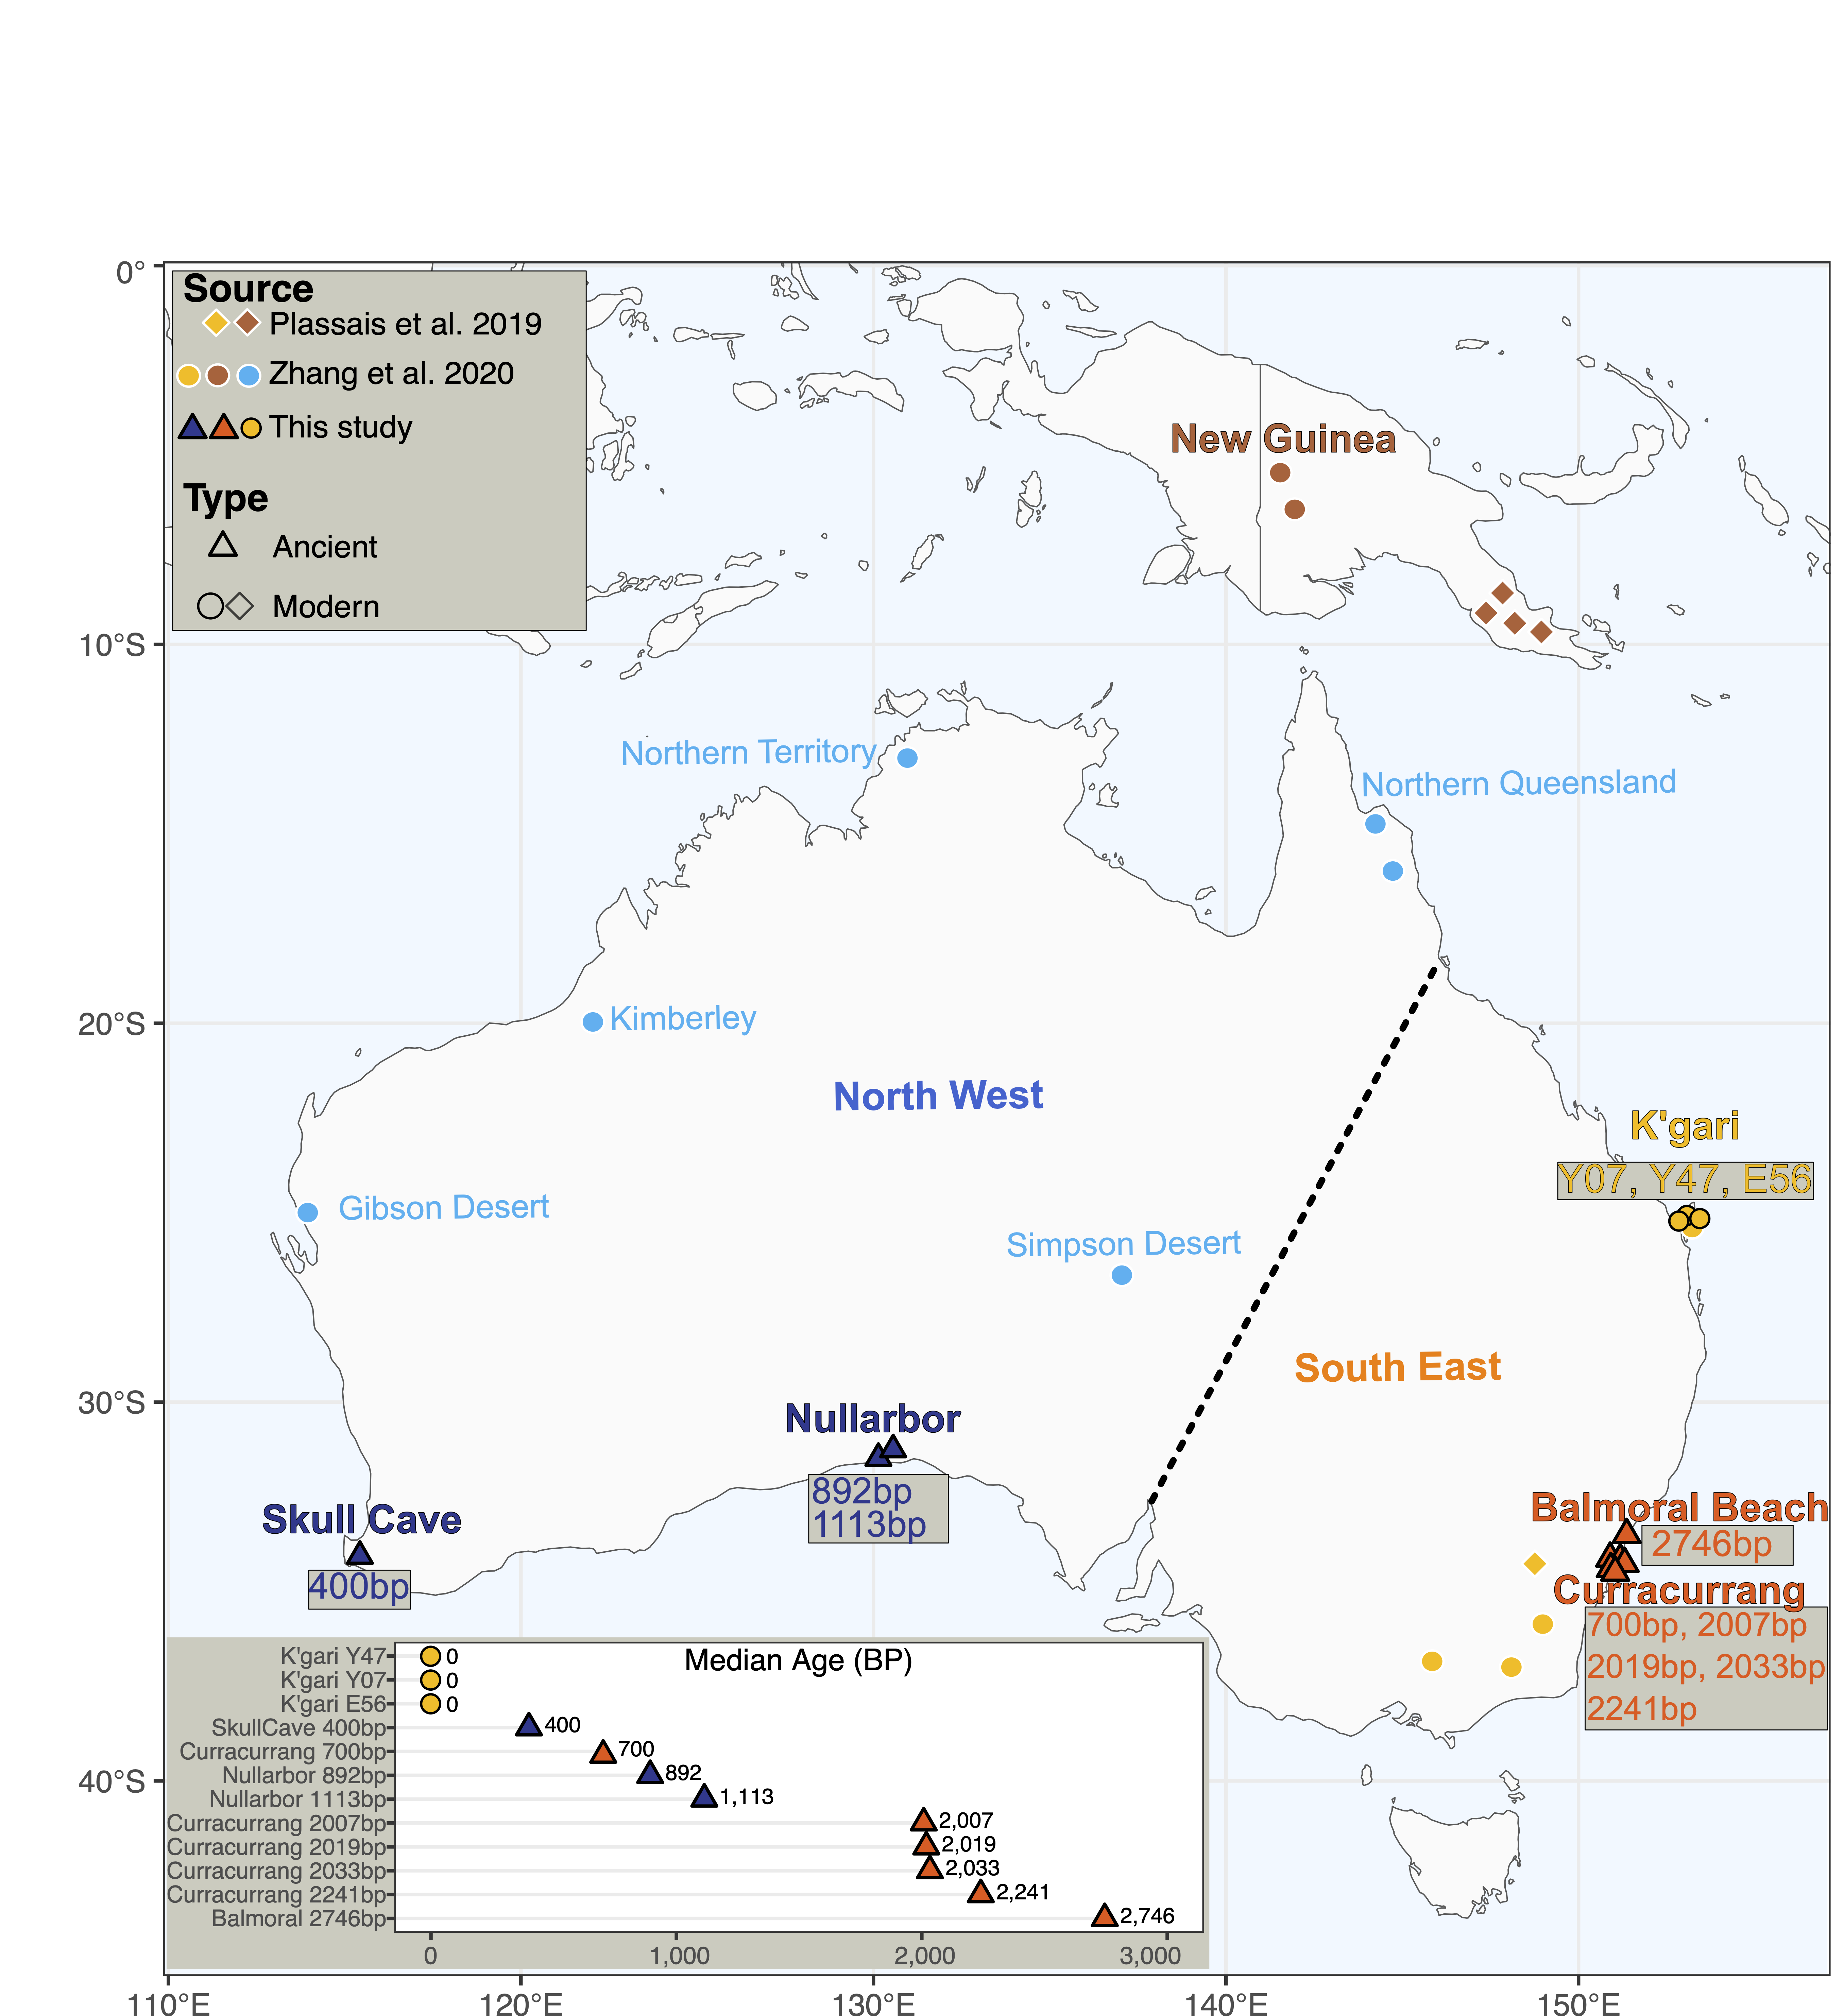 0°
10°S
20°S
30°S
40°S
Source
Plassais et al. 2019
Zhang et al. 2020
This study
Type
Ancient
Modern
New Guinea
Northern Territory
Northern Queensland
Kimberley
North West
K'gari
Y07, Y47, E56
Gibson Desert
Simpson Desert
South East
Nullarbor
892bp
1113bp
Skull Cave
400bp
Balmoral Beach
2746bp
Curracurrang
700bp, 2007bp
2019bp, 2033bp
2241bp
Median Age (BP)
K'gari Y47 0
K'gari Y07 0
K'gari E56 0
SkullCave 400bp 400
Curracurrang 700bp 700
Nullarbor 892bp 892
Nullarbor 1113bp 1,113
Curracurrang 2007bp 2,007
Curracurrang 2019bp 2,019
Curracurrang 2033bp 2,033
Curracurrang 2241bp 2,241
Balmoral 2746bp 2,746
0 1,000 2,000 3,000
110°E 120°E 130°E 140°E 150°E